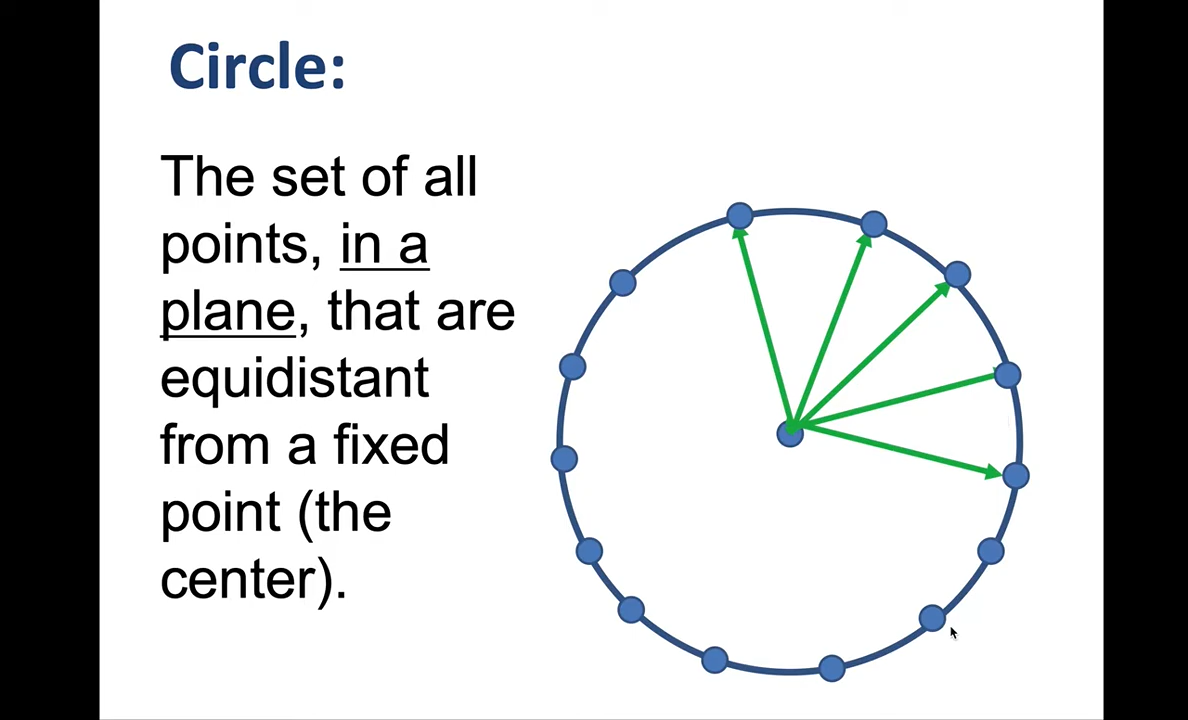 Circle:
The set of all
points, in a
plane, that are
equidistant
from a fixed
point (the
center).